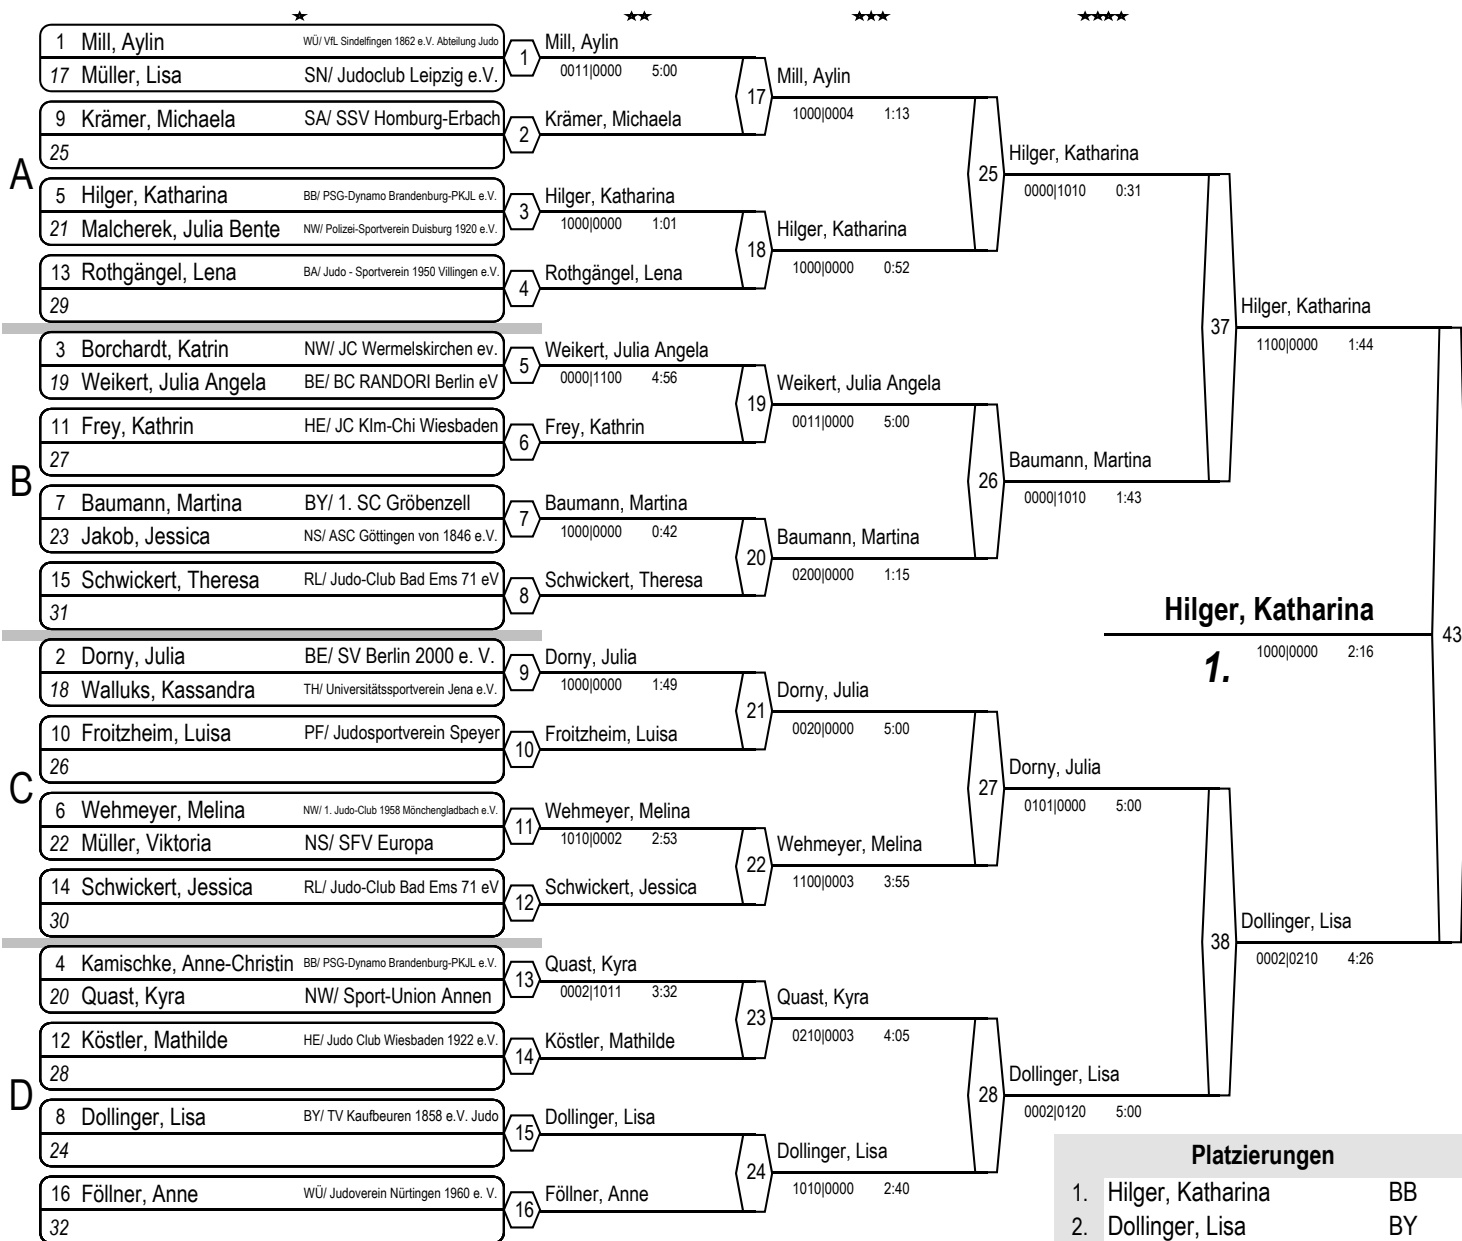 ★ ★★ ★★★ ★★★★
A
1 Mill, Aylin WÜ/ VfL Sindelfingen 1862 e.V. Abteilung Judo
17 Müller, Lisa SN/ Judoclub Leipzig e.V.
9 Krämer, Michaela SA/ SSV Homburg-Erbach
25
5 Hilger, Katharina BB/ PSG-Dynamo Brandenburg-PKJL e.V.
21 Malcherek, Julia Bente NW/ Polizei-Sportverein Duisburg 1920 e.V.
13 Rothgängel, Lena BA/ Judo - Sportverein 1950 Villingen e.V.
29
B
3 Borchardt, Katrin NW/ JC Wermelskirchen ev.
19 Weikert, Julia Angela BE/ BC RANDORI Berlin eV
11 Frey, Kathrin HE/ JC KIm-Chi Wiesbaden
27
7 Baumann, Martina BY/ 1. SC Gröbenzell
23 Jakob, Jessica NS/ ASC Göttingen von 1846 e.V.
15 Schwickert, Theresa RL/ Judo-Club Bad Ems 71 eV
31
C
2 Dorny, Julia BE/ SV Berlin 2000 e. V.
18 Walluks, Kassandra TH/ Universitätssportverein Jena e.V.
10 Froitzheim, Luisa PF/ Judosportverein Speyer
26
6 Wehmeyer, Melina NW/ 1. Judo-Club 1958 Mönchengladbach e.V.
22 Müller, Viktoria NS/ SFV Europa
14 Schwickert, Jessica RL/ Judo-Club Bad Ems 71 eV
30
D
4 Kamischke, Anne-Christin BB/ PSG-Dynamo Brandenburg-PKJL e.V.
20 Quast, Kyra NW/ Sport-Union Annen
12 Köstler, Mathilde HE/ Judo Club Wiesbaden 1922 e.V.
28
8 Dollinger, Lisa BY/ TV Kaufbeuren 1858 e.V. Judo
24
16 Föllner, Anne WÜ/ Judoverein Nürtingen 1960 e. V.
32
1 Mill, Aylin
0011|0000 5:00
2 Krämer, Michaela
3 Hilger, Katharina
1000|0000 1:01
4 Rothgängel, Lena
5 Weikert, Julia Angela
0000|1100 4:56
6 Frey, Kathrin
7 Baumann, Martina
1000|0000 0:42
8 Schwickert, Theresa
9 Dorny, Julia
1000|0000 1:49
10 Froitzheim, Luisa
11 Wehmeyer, Melina
1010|0002 2:53
12 Schwickert, Jessica
13 Quast, Kyra
0002|1011 3:32
14 Köstler, Mathilde
15 Dollinger, Lisa
16 Föllner, Anne
17 Mill, Aylin
1000|0004 1:13
18 Hilger, Katharina
1000|0000 0:52
19 Weikert, Julia Angela
0011|0000 5:00
20 Baumann, Martina
0200|0000 1:15
21 Dorny, Julia
0020|0000 5:00
22 Wehmeyer, Melina
1100|0003 3:55
23 Quast, Kyra
0210|0003 4:05
24 Dollinger, Lisa
1010|0000 2:40
25 Hilger, Katharina
0000|1010 0:31
26 Baumann, Martina
0000|1010 1:43
27 Dorny, Julia
0101|0000 5:00
28 Dollinger, Lisa
0002|0120 5:00
37 Hilger, Katharina
1100|0000 1:44
38 Dollinger, Lisa
0002|0210 4:26
43
Hilger, Katharina
1. 1000|0000 2:16
Platzierungen
1. Hilger, Katharina BB
2. Dollinger, Lisa BY